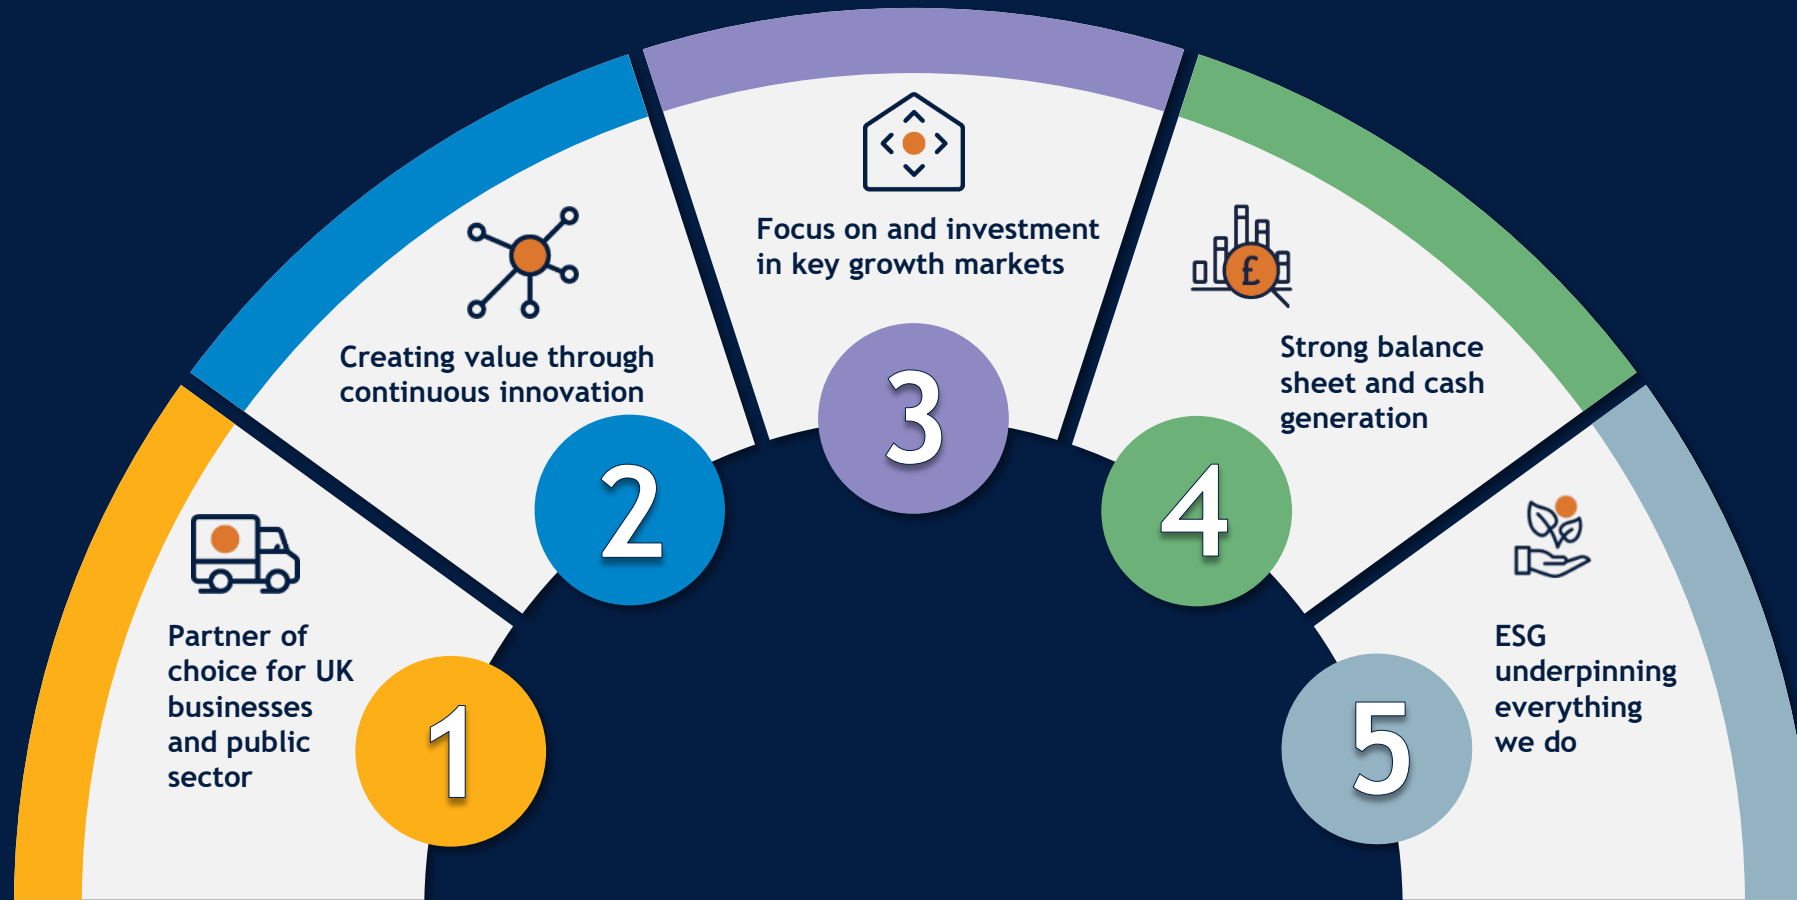 Partner of
choice for UK
businesses
and public
sector
1
Creating value through
continuous innovation
2
Focus on and investment
in key growth markets
3
£
Strong balance
sheet and cash
generation
4
ESG
underpinning
everything
we do
5